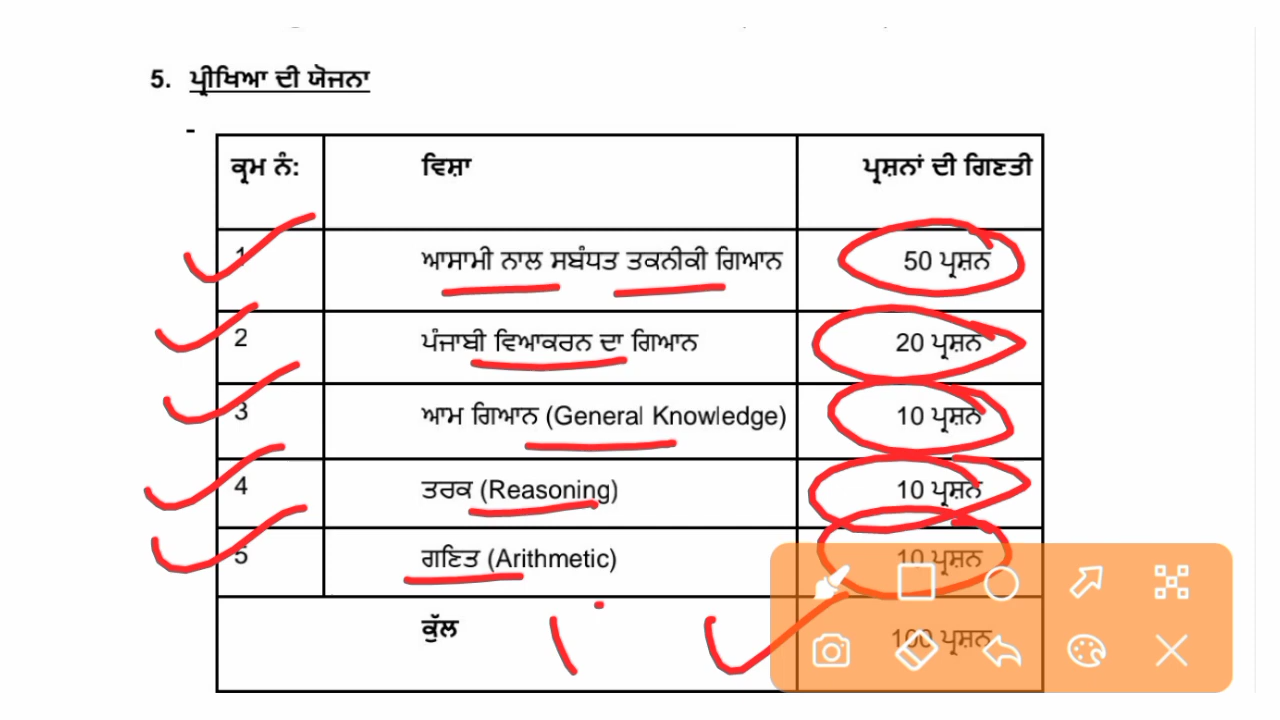 5. ਪ੍ਰੀਖਿਆ ਦੀ ਯੋਜਨਾ
-
ਕ੍ਰਮ ਨੰ: ਵਿਸ਼ਾ ਪ੍ਰਸ਼ਨਾਂ ਦੀ ਗਿਣਤੀ
1 ਆਸਾਮੀ ਨਾਲ ਸਬੰਧਤ ਤਕਨੀਕੀ ਗਿਆਨ 50 ਪ੍ਰਸ਼ਨ
2 ਪੰਜਾਬੀ ਵਿਆਕਰਨ ਦਾ ਗਿਆਨ 20 ਪ੍ਰਸ਼ਨ
3 ਆਮ ਗਿਆਨ (General Knowledge) 10 ਪ੍ਰਸ਼ਨ
4 ਤਰਕ (Reasoning) 10 ਪ੍ਰਸ਼ਨ
5 ਗਣਿਤ (Arithmetic) 10 ਪ੍ਰਸ਼ਨ
ਕੁੱਲ 100 ਪ੍ਰਸ਼ਨ